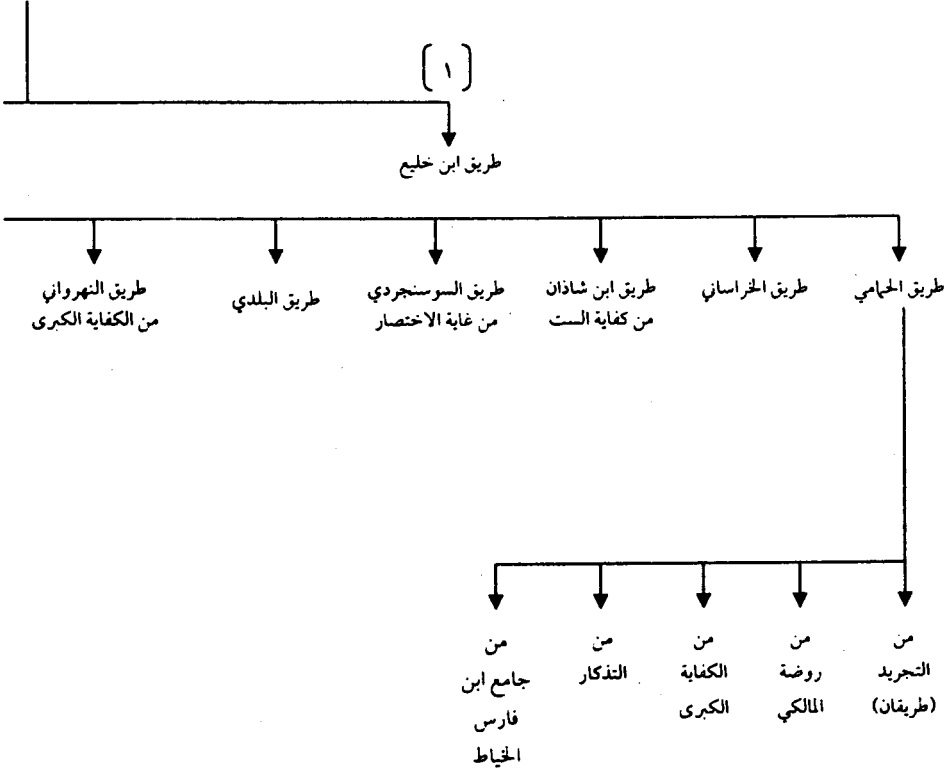 [ ١ ]
طريق ابن خليع
طريق الحمامي
طريق الخراساني
طريق ابن شاذان
من كفاية الست
طريق السوسنجردي
من غاية الاختصار
طريق البلدي
طريق النهرواني
من الكفاية الكبرى
من
التجريد
(طريقان)
من
روضة
المالكي
من
الكفاية
الكبرى
من
التذكار
من
جامع ابن
فارس
الخياط